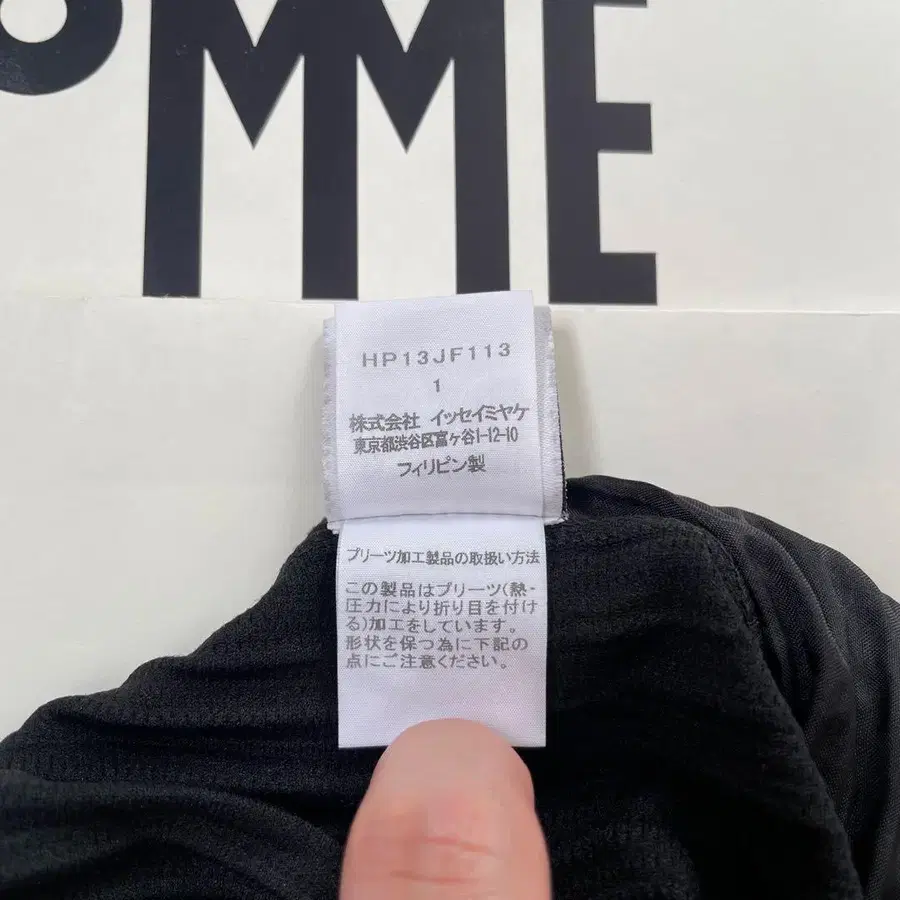 OMME
HP13JF113
1
株式会社 イッセイミヤケ
東京都渋谷区富ヶ谷1-12-10
フィリピン製
プリーツ加工製品の取扱い方法
この製品はプリーツ(熱・
圧力により折り目を付け
る)加工をしています。
形状を保つ為に下記の
点にご注意ください。